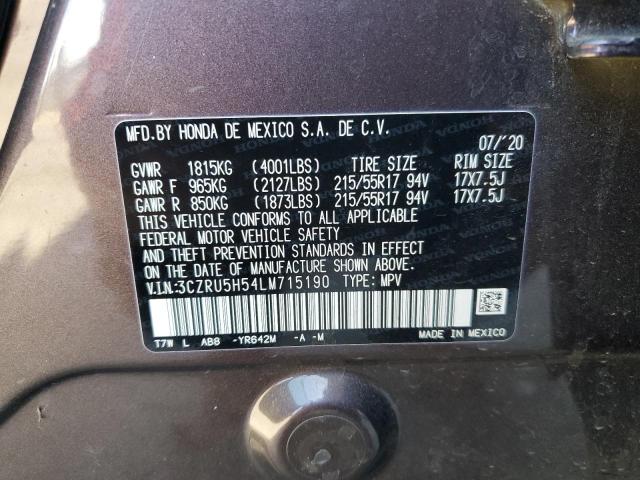 MFD.BY HONDA DE MEXICO S.A. DE C.V. 07/'20
GVWR 1815KG (4001LBS) TIRE SIZE RIM SIZE
GAWR F 965KG (2127LBS) 215/55R17 94V 17X7.5J
GAWR R 850KG (1873LBS) 215/55R17 94V 17X7.5J
THIS VEHICLE CONFORMS TO ALL APPLICABLE
FEDERAL MOTOR VEHICLE SAFETY
AND THEFT PREVENTION STANDARDS IN EFFECT
ON THE DATE OF MANUFACTURE SHOWN ABOVE.
V.IN:3CZRU5H54LM715190 TYPE: MPV
T7W L AB8 -YR642M -A -M MADE IN MEXICO